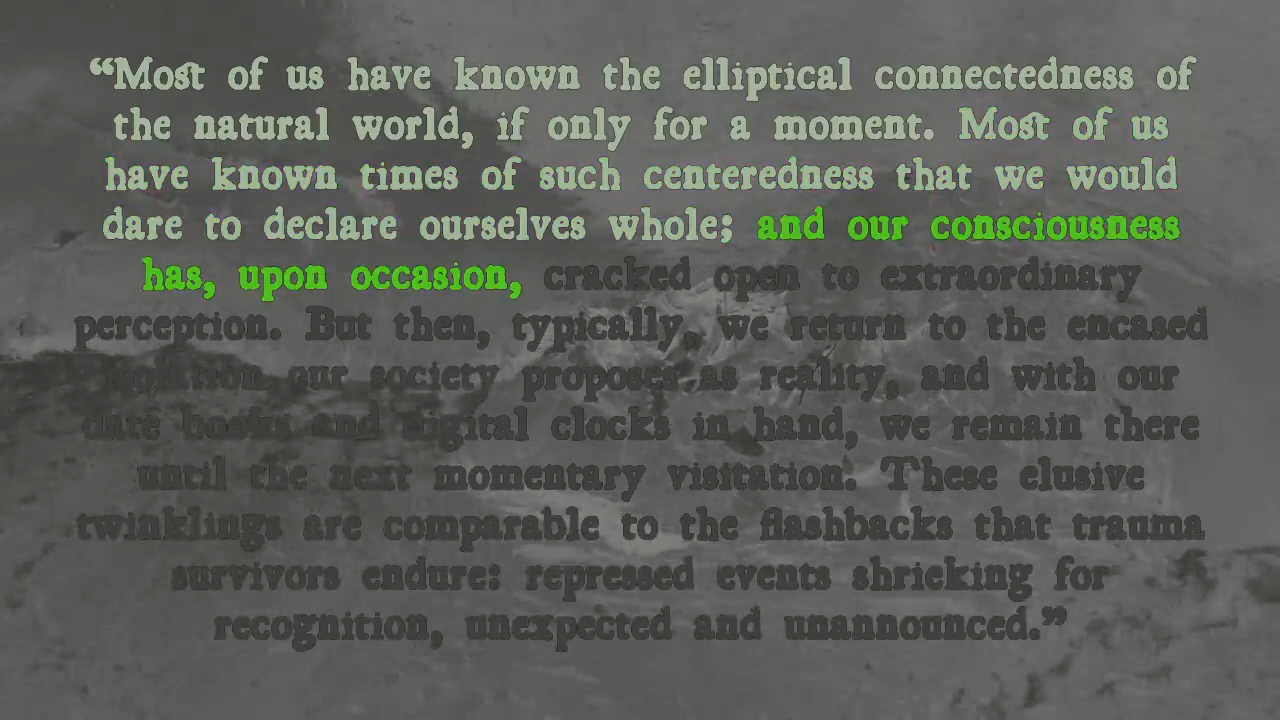 “Most of us have known the elliptical connectedness of
the natural world, if only for a moment. Most of us
have known times of such centeredness that we would
dare to declare ourselves whole; and our consciousness
has, upon occasion, cracked open to extraordinary
perception. But then, typically, we return to the encased
our society proposes as reality, and with our
date books and digital clocks in hand, we remain there
until the next momentary visitation. These elusive
twinklings are comparable to the flashbacks that trauma
survivors endure: repressed events shrieking for
recognition, unexpected and unannounced.”